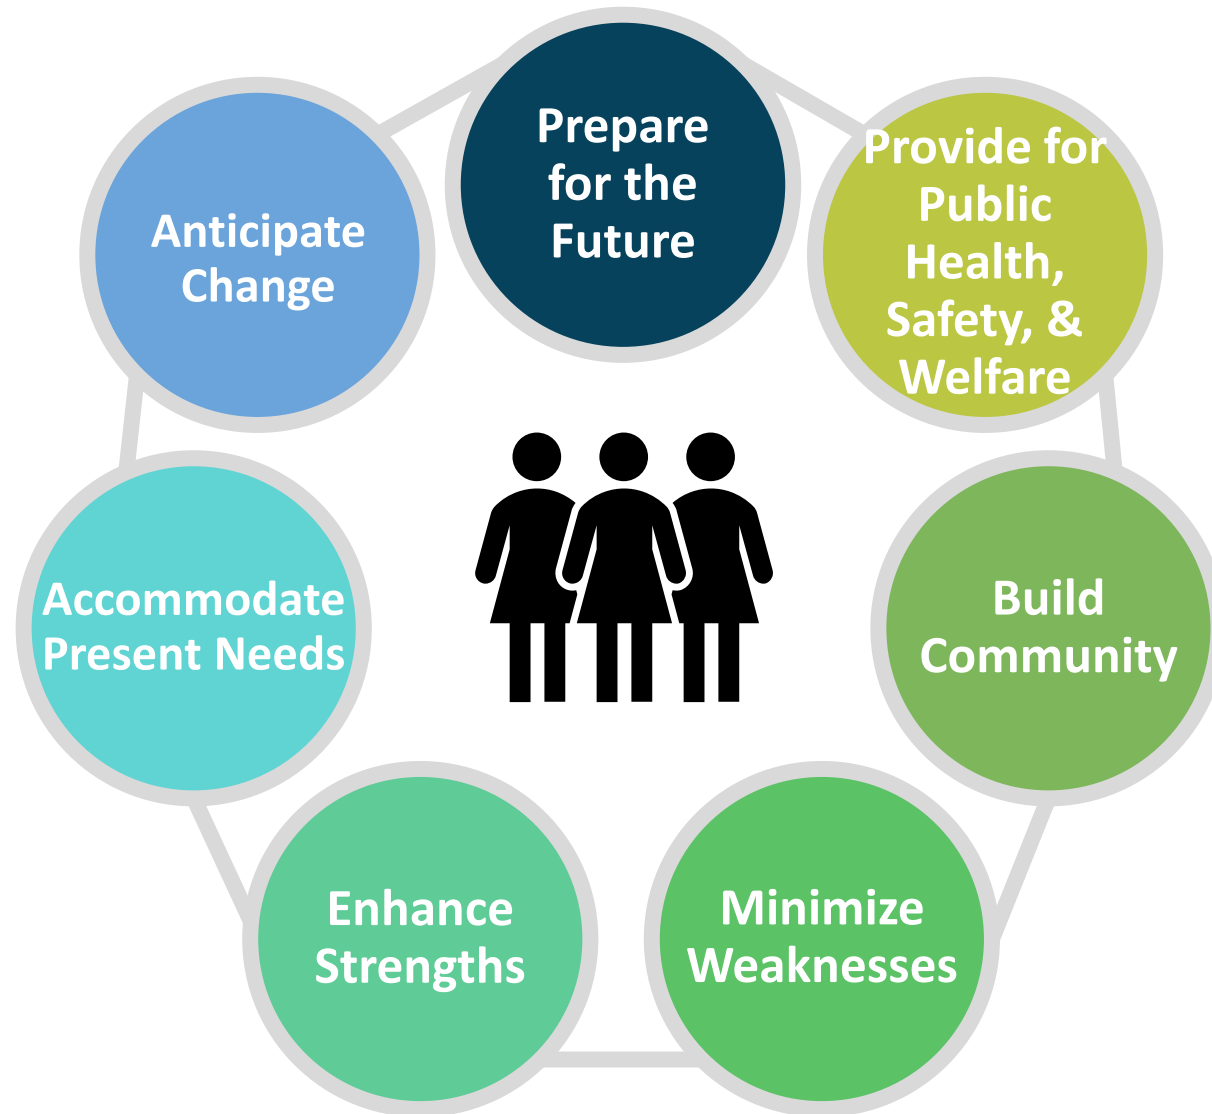 Prepare
for the
Future
Provide for
Public
Health,
Safety, &
Welfare
Build
Community
Minimize
Weaknesses
Enhance
Strengths
Accommodate
Present Needs
Anticipate
Change